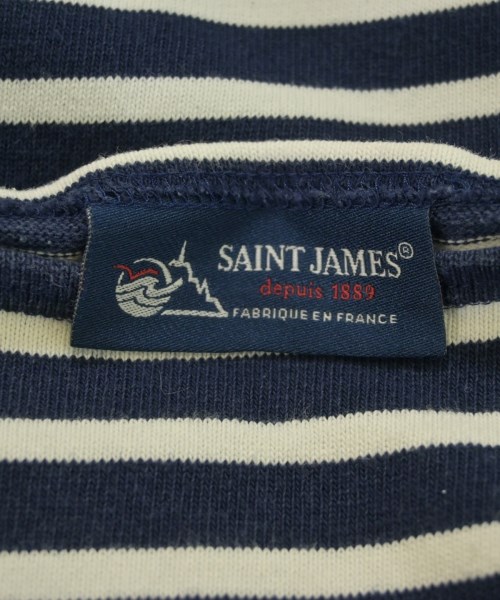 SAINT JAMES®
depuis 1889
FABRIQUE EN FRANCE